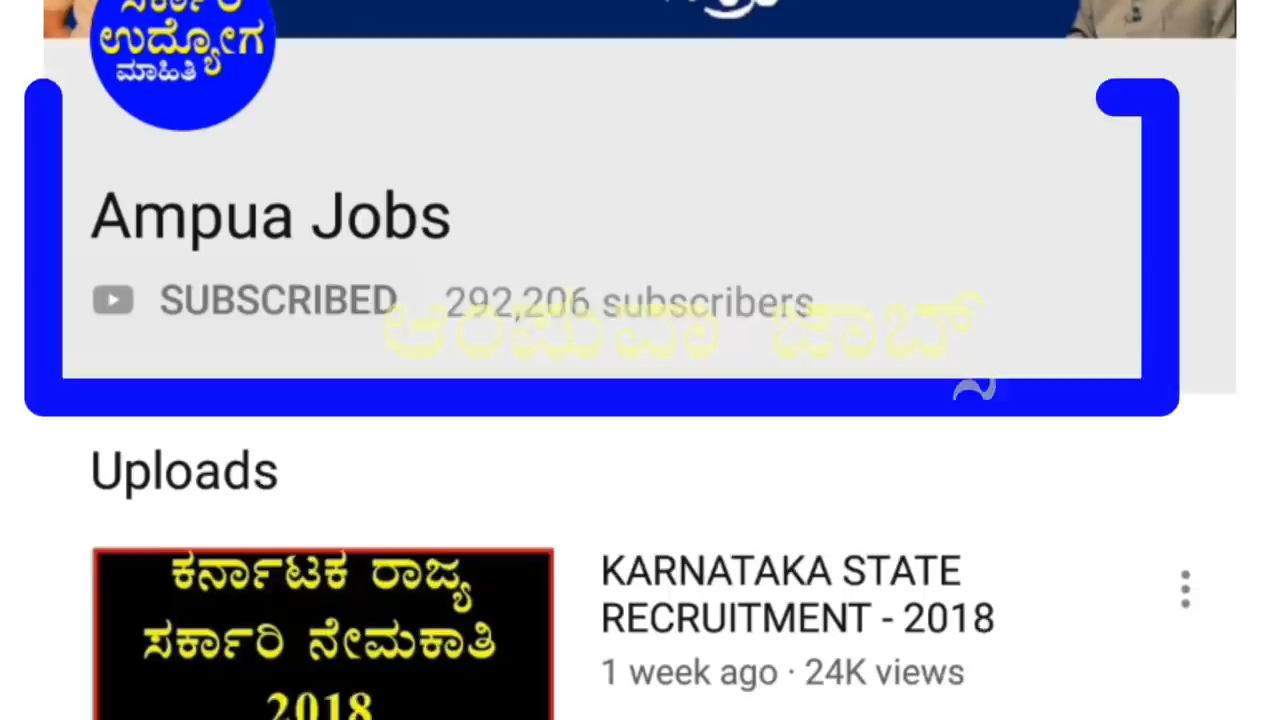 ಸರ್ಕಾರಿ
ಉದ್ಯೋಗ
ಮಾಹಿತಿ
Ampua Jobs
SUBSCRIBED 292,206 subscribers
ಆಂಪುವಾ ಜಾಬ್ಸ್
Uploads
ಕರ್ನಾಟಕ ರಾಜ್ಯ
ಸರ್ಕಾರಿ ನೇಮಕಾತಿ
2018
KARNATAKA STATE
RECRUITMENT - 2018
1 week ago · 24K views